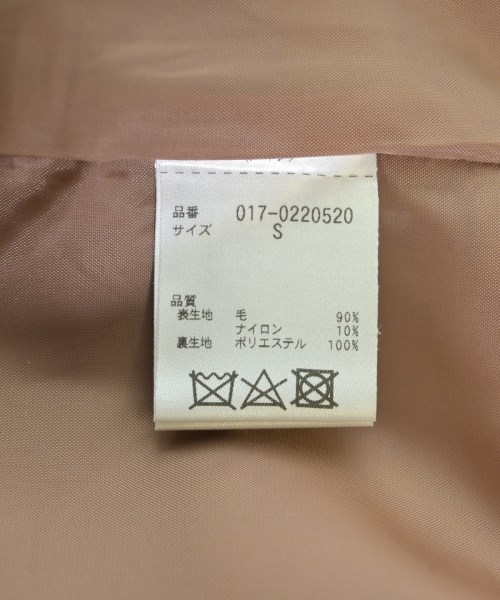 品番 017-0220520
サイズ S
品質
表生地 毛 90%
ナイロン 10%
裏生地 ポリエステル 100%